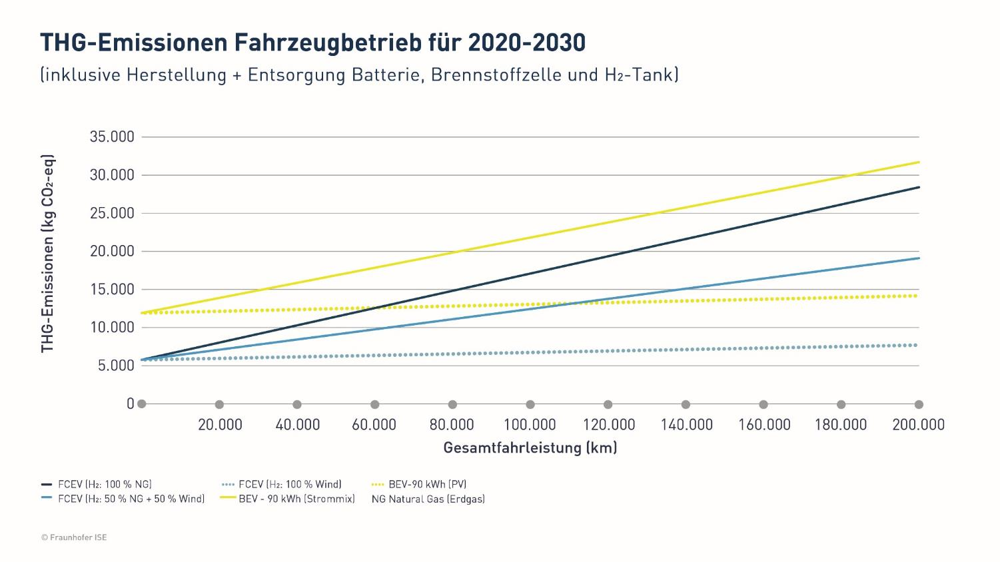 THG-Emissionen Fahrzeugbetrieb für 2020-2030
(inklusive Herstellung + Entsorgung Batterie, Brennstoffzelle und H₂-Tank)
THG-Emissionen (kg CO₂-eq)
35.000
30.000
25.000
20.000
15.000
10.000
5.000
0
20.000 40.000 60.000 80.000 100.000 120.000 140.000 160.000 180.000 200.000
Gesamtfahrleistung (km)
FCEV (H₂: 100 % NG) FCEV (H₂: 100 % Wind) BEV-90 kWh (PV)
FCEV (H₂: 50 % NG + 50 % Wind) BEV - 90 kWh (Strommix) NG Natural Gas (Erdgas)
© Fraunhofer ISE